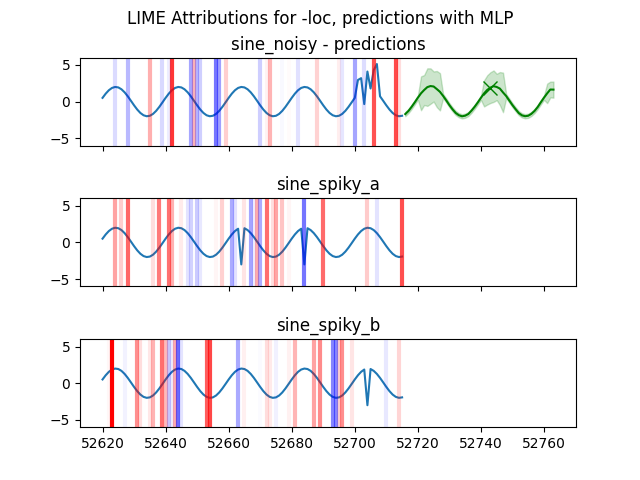 LIME Attributions for -loc, predictions with MLP
sine_noisy - predictions
5
0
−5
sine_spiky_a
5
0
−5
sine_spiky_b
5
0
−5
52620 52640 52660 52680 52700 52720 52740 52760